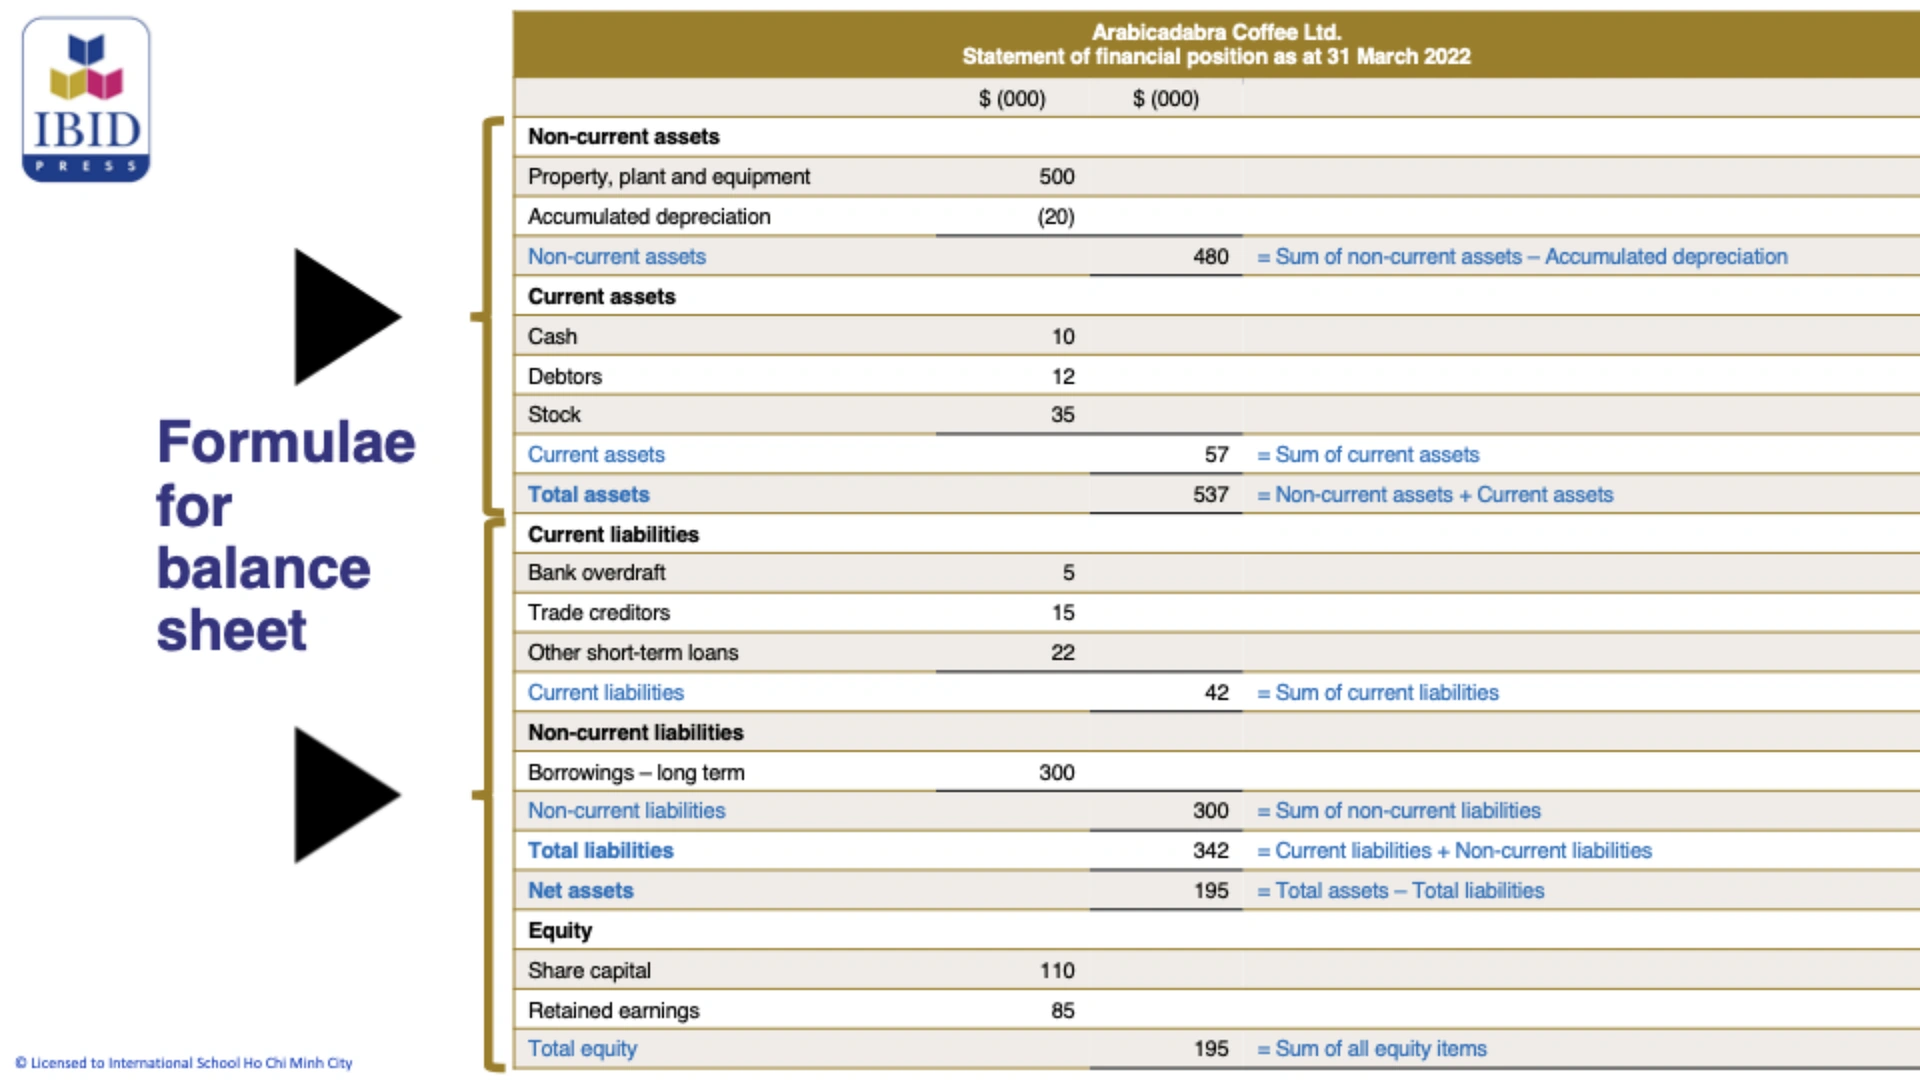 IBID
PRESS
Formulae
for
balance
sheet
© Licensed to International School Ho Chi Minh City
Arabicadabra Coffee Ltd.
Statement of financial position as at 31 March 2022
$ (000) $ (000)
Non-current assets
Property, plant and equipment 500
Accumulated depreciation (20)
Non-current assets 480 = Sum of non-current assets – Accumulated depreciation
Current assets
Cash 10
Debtors 12
Stock 35
Current assets 57 = Sum of current assets
Total assets 537 = Non-current assets + Current assets
Current liabilities
Bank overdraft 5
Trade creditors 15
Other short-term loans 22
Current liabilities 42 = Sum of current liabilities
Non-current liabilities
Borrowings – long term 300
Non-current liabilities 300 = Sum of non-current liabilities
Total liabilities 342 = Current liabilities + Non-current liabilities
Net assets 195 = Total assets – Total liabilities
Equity
Share capital 110
Retained earnings 85
Total equity 195 = Sum of all equity items